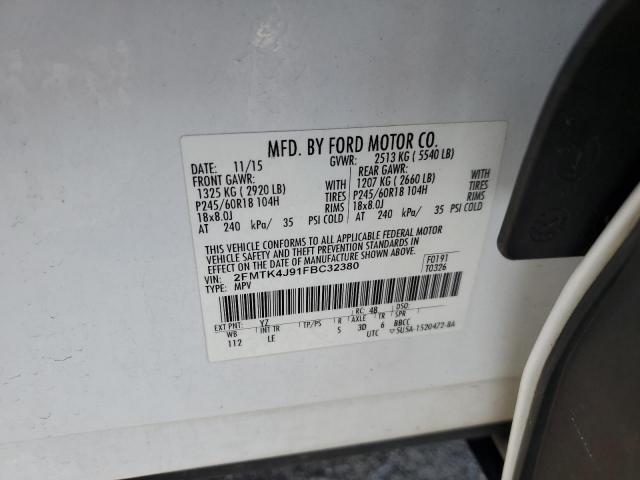 MFD. BY FORD MOTOR CO.
DATE: 11/15 GVWR: 2513 KG ( 5540 LB)
FRONT GAWR: REAR GAWR:
1325 KG ( 2920 LB) WITH 1207 KG ( 2660 LB) WITH
P245/60R18 104H TIRES P245/60R18 104H TIRES
18x8.0J RIMS 18x8.0J RIMS
AT 240 kPa/ 35 PSI COLD AT 240 kPa/ 35 PSI COLD
THIS VEHICLE CONFORMS TO ALL APPLICABLE FEDERAL MOTOR
VEHICLE SAFETY AND THEFT PREVENTION STANDARDS IN
EFFECT ON THE DATE OF MANUFACTURE SHOWN ABOVE.
VIN: 2FMTK4J91FBC32380 F0191
TYPE: MPV T0326
EXT PNT: YZ RC: 48 DSO:
WB INT TR TP/PS R AXLE TR SPR
112 LE S 3D 6 BBCC
UTC ▽5U5A-1520472-BA